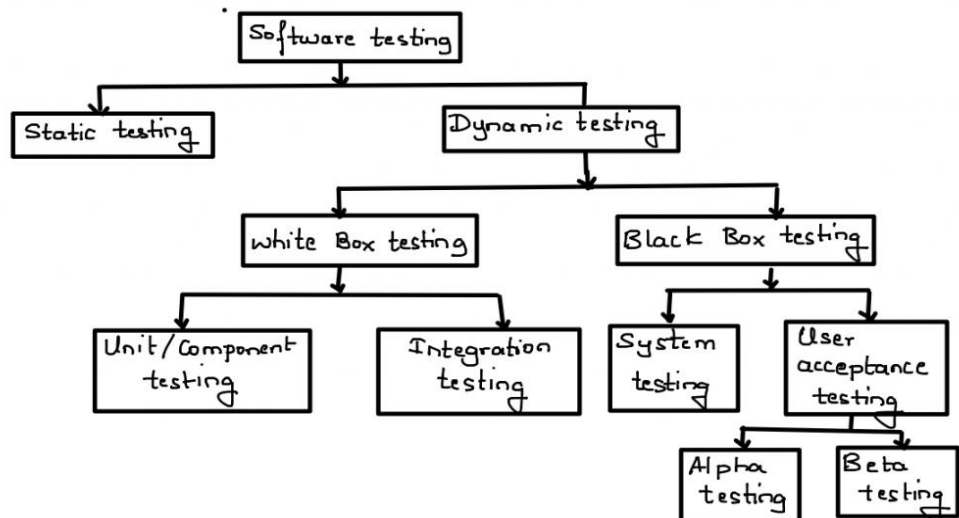 Software testing
Static testing
Dynamic testing
white Box testing
Black Box testing
Unit/Component
testing
Integration
testing
System
testing
User
acceptance
testing
Alpha
testing
Beta
testing